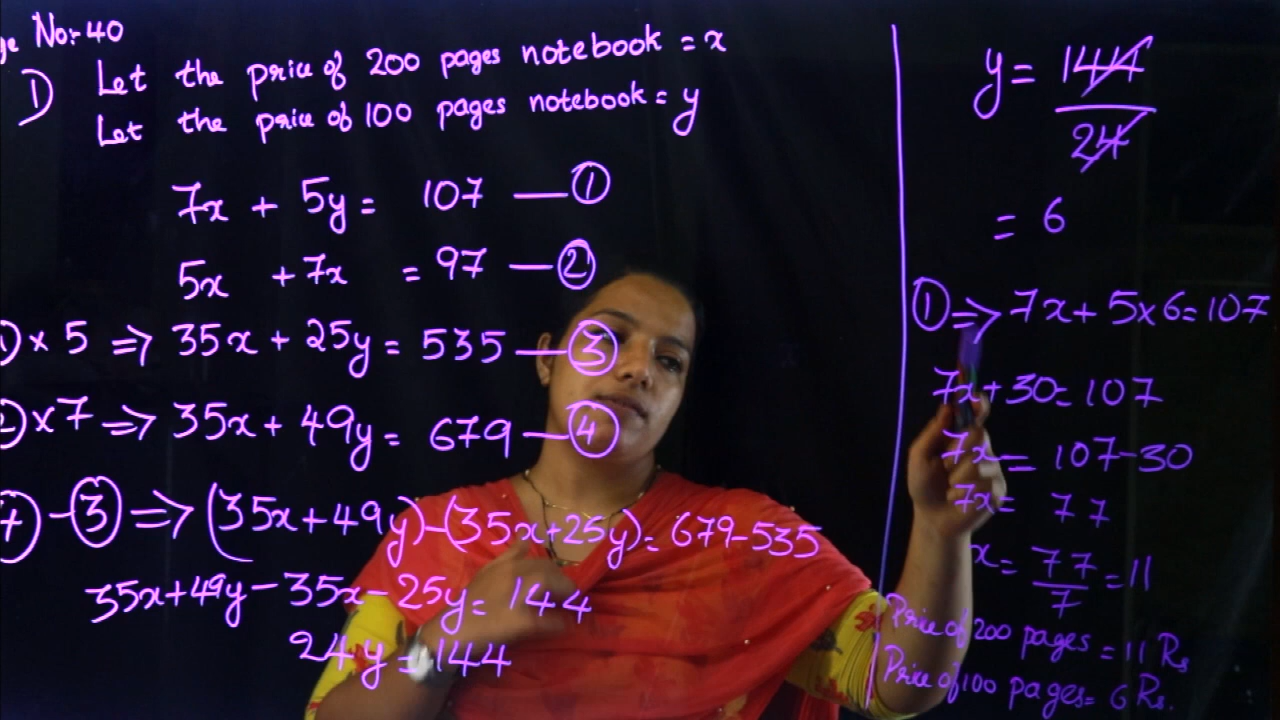 ge No:- 40
1) Let the price of 200 pages notebook = x
Let the price of 100 pages notebook = y
7x + 5y = 107 — ①
5x + 7x = 97 — ②
① × 5 ⇒ 35x + 25y = 535 — ③
② × 7 ⇒ 35x + 49y = 679 — ④
④ - ③ ⇒ (35x + 49y) - (35x + 25y) = 679 - 535
35x + 49y - 35x - 25y = 144
24y = 144
y = 144
24
= 6
① ⇒ 7x + 5 × 6 = 107
7x + 30 = 107
7x = 107 - 30
7x = 77
x = 77/7 = 11
Price of 200 pages = 11 Rs
Price of 100 pages = 6 Rs.